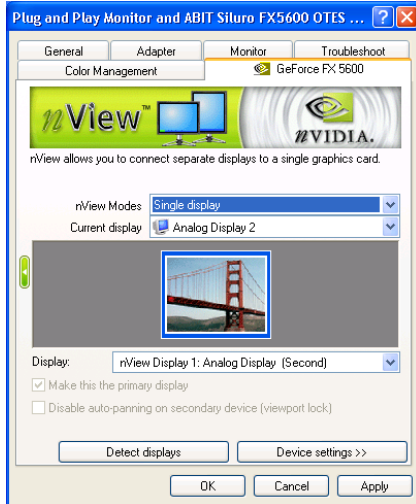 Plug and Play Monitor and ABIT Siluro FX5600 OTES ...
General Adapter Monitor Troubleshoot
Color Management GeForce FX 5600
nView™
nVIDIA.
nView allows you to connect separate displays to a single graphics card.
nView Modes Single display
Current display Analog Display 2
Display: nView Display 1: Analog Display (Second)
Make this the primary display
Disable auto-panning on secondary device (viewport lock)
Detect displays Device settings >>
OK Cancel Apply